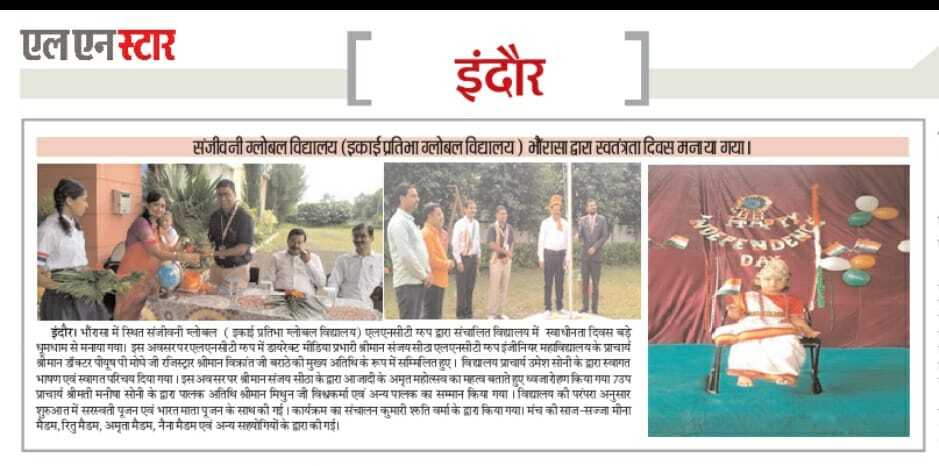 एल एन स्टार
इंदौर
संजीवनी ग्लोबल विद्यालय (इकाई प्रतिभा ग्लोबल विद्यालय ) भौंरासा द्वारा स्वतंत्रता दिवस मनाया गया।
HAPPY
INDEPENDENCE
DAY
इंदौर। भौंरासा में स्थित संजीवनी ग्लोबल ( इकाई प्रतिभा ग्लोबल विद्यालय) एलएनसीटी ग्रुप द्वारा संचालित विद्यालय में स्वाधीनता दिवस बड़े
धूमधाम से मनाया गया। इस अवसर पर एलएनसीटी ग्रुप में डायरेक्ट मीडिया प्रभारी श्रीमान संजय सीठा एलएनसीटी ग्रुप इंजीनियर महाविद्यालय के प्राचार्य
श्रीमान डॉक्टर पीयूष पी मोघे जी रजिस्ट्रार श्रीमान विक्रांत जी बराठे को मुख्य अतिथि के रूप में सम्मिलित हुए । विद्यालय प्राचार्य उमेश सोनी के द्वारा स्वागत
भाषण एवं स्वागत परिचय दिया गया । इस अवसर पर श्रीमान संजय सीठा के द्वारा आजादी के अमृत महोत्सव का महत्व बताते हुए ध्वजारोहण किया गया 7उप
प्राचार्य श्रीमती मनीषा सोनी के द्वारा पालक अतिथि श्रीमान मिथुन जी विश्वकर्मा एवं अन्य पालक का सम्मान किया गया । विद्यालय की परंपरा अनुसार
शुरुआत में सरस्वती पूजन एवं भारत माता पूजन के साथ की गई । कार्यक्रम का संचालन कुमारी श्रुति वर्मा के द्वारा किया गया। मंच की साज-सज्जा मीना
मैडम, रितु मैडम, अमृता मैडम, नैना मैडम एवं अन्य सहयोगियों के द्वारा की गई।